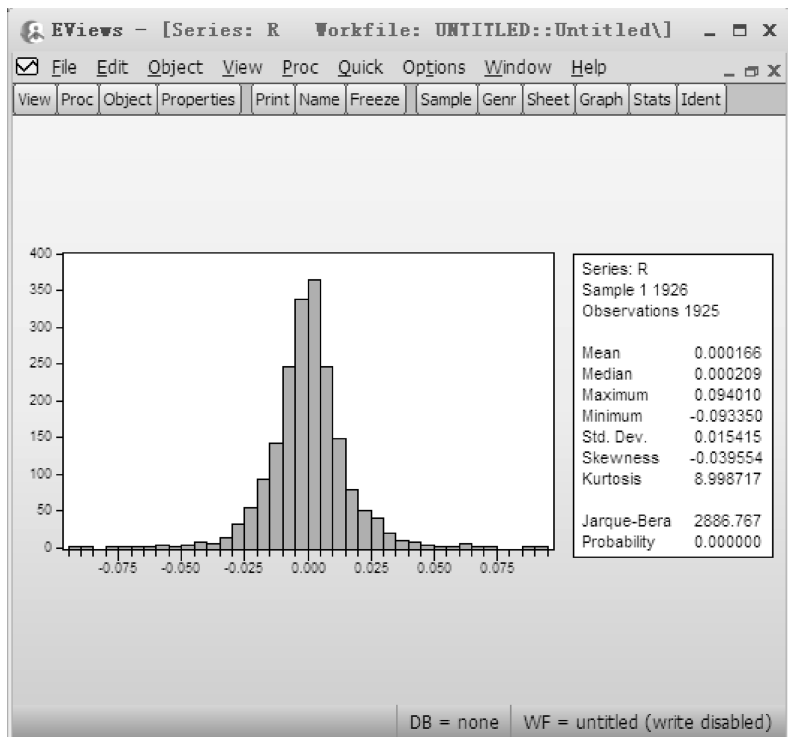 EViews - [Series: R Workfile: UNTITLED::Untitled\]
File Edit Object View Proc Quick Options Window Help
View Proc Object Properties Print Name Freeze Sample Genr Sheet Graph Stats Ident
400
350
300
250
200
150
100
50
0
-0.075 -0.050 -0.025 0.000 0.025 0.050 0.075
Series: R
Sample 1 1926
Observations 1925
Mean 0.000166
Median 0.000209
Maximum 0.094010
Minimum -0.093350
Std. Dev. 0.015415
Skewness -0.039554
Kurtosis 8.998717
Jarque-Bera 2886.767
Probability 0.000000
DB = none WF = untitled (write disabled)